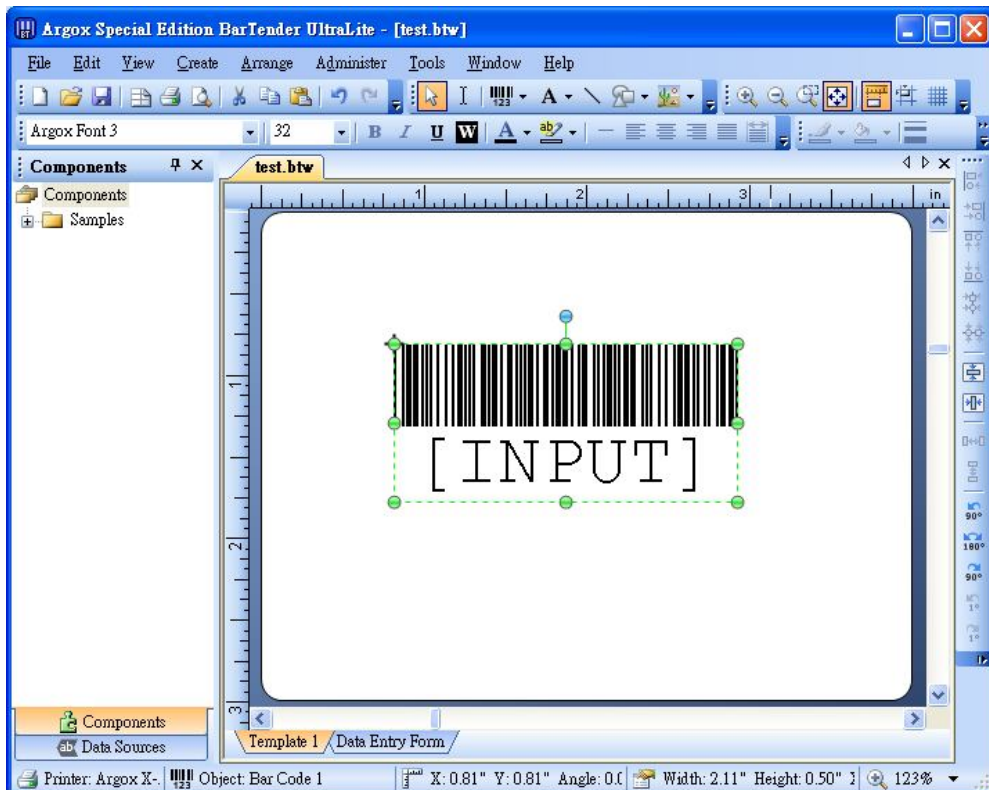 Argox Special Edition BarTender UltraLite - [test.btw]
File Edit View Create Arrange Administer Tools Window Help
Argox Font 3 32 B I U W A ab
Components
test.btw
Components
Samples
1 2 3 in
1
2
3
[INPUT]
90°
180°
90°
1°
1°
Components
Data Sources
Template 1 Data Entry Form
Printer: Argox X-. Object: Bar Code 1 X: 0.81" Y: 0.81" Angle: 0.( Width: 2.11" Height: 0.50" 123%